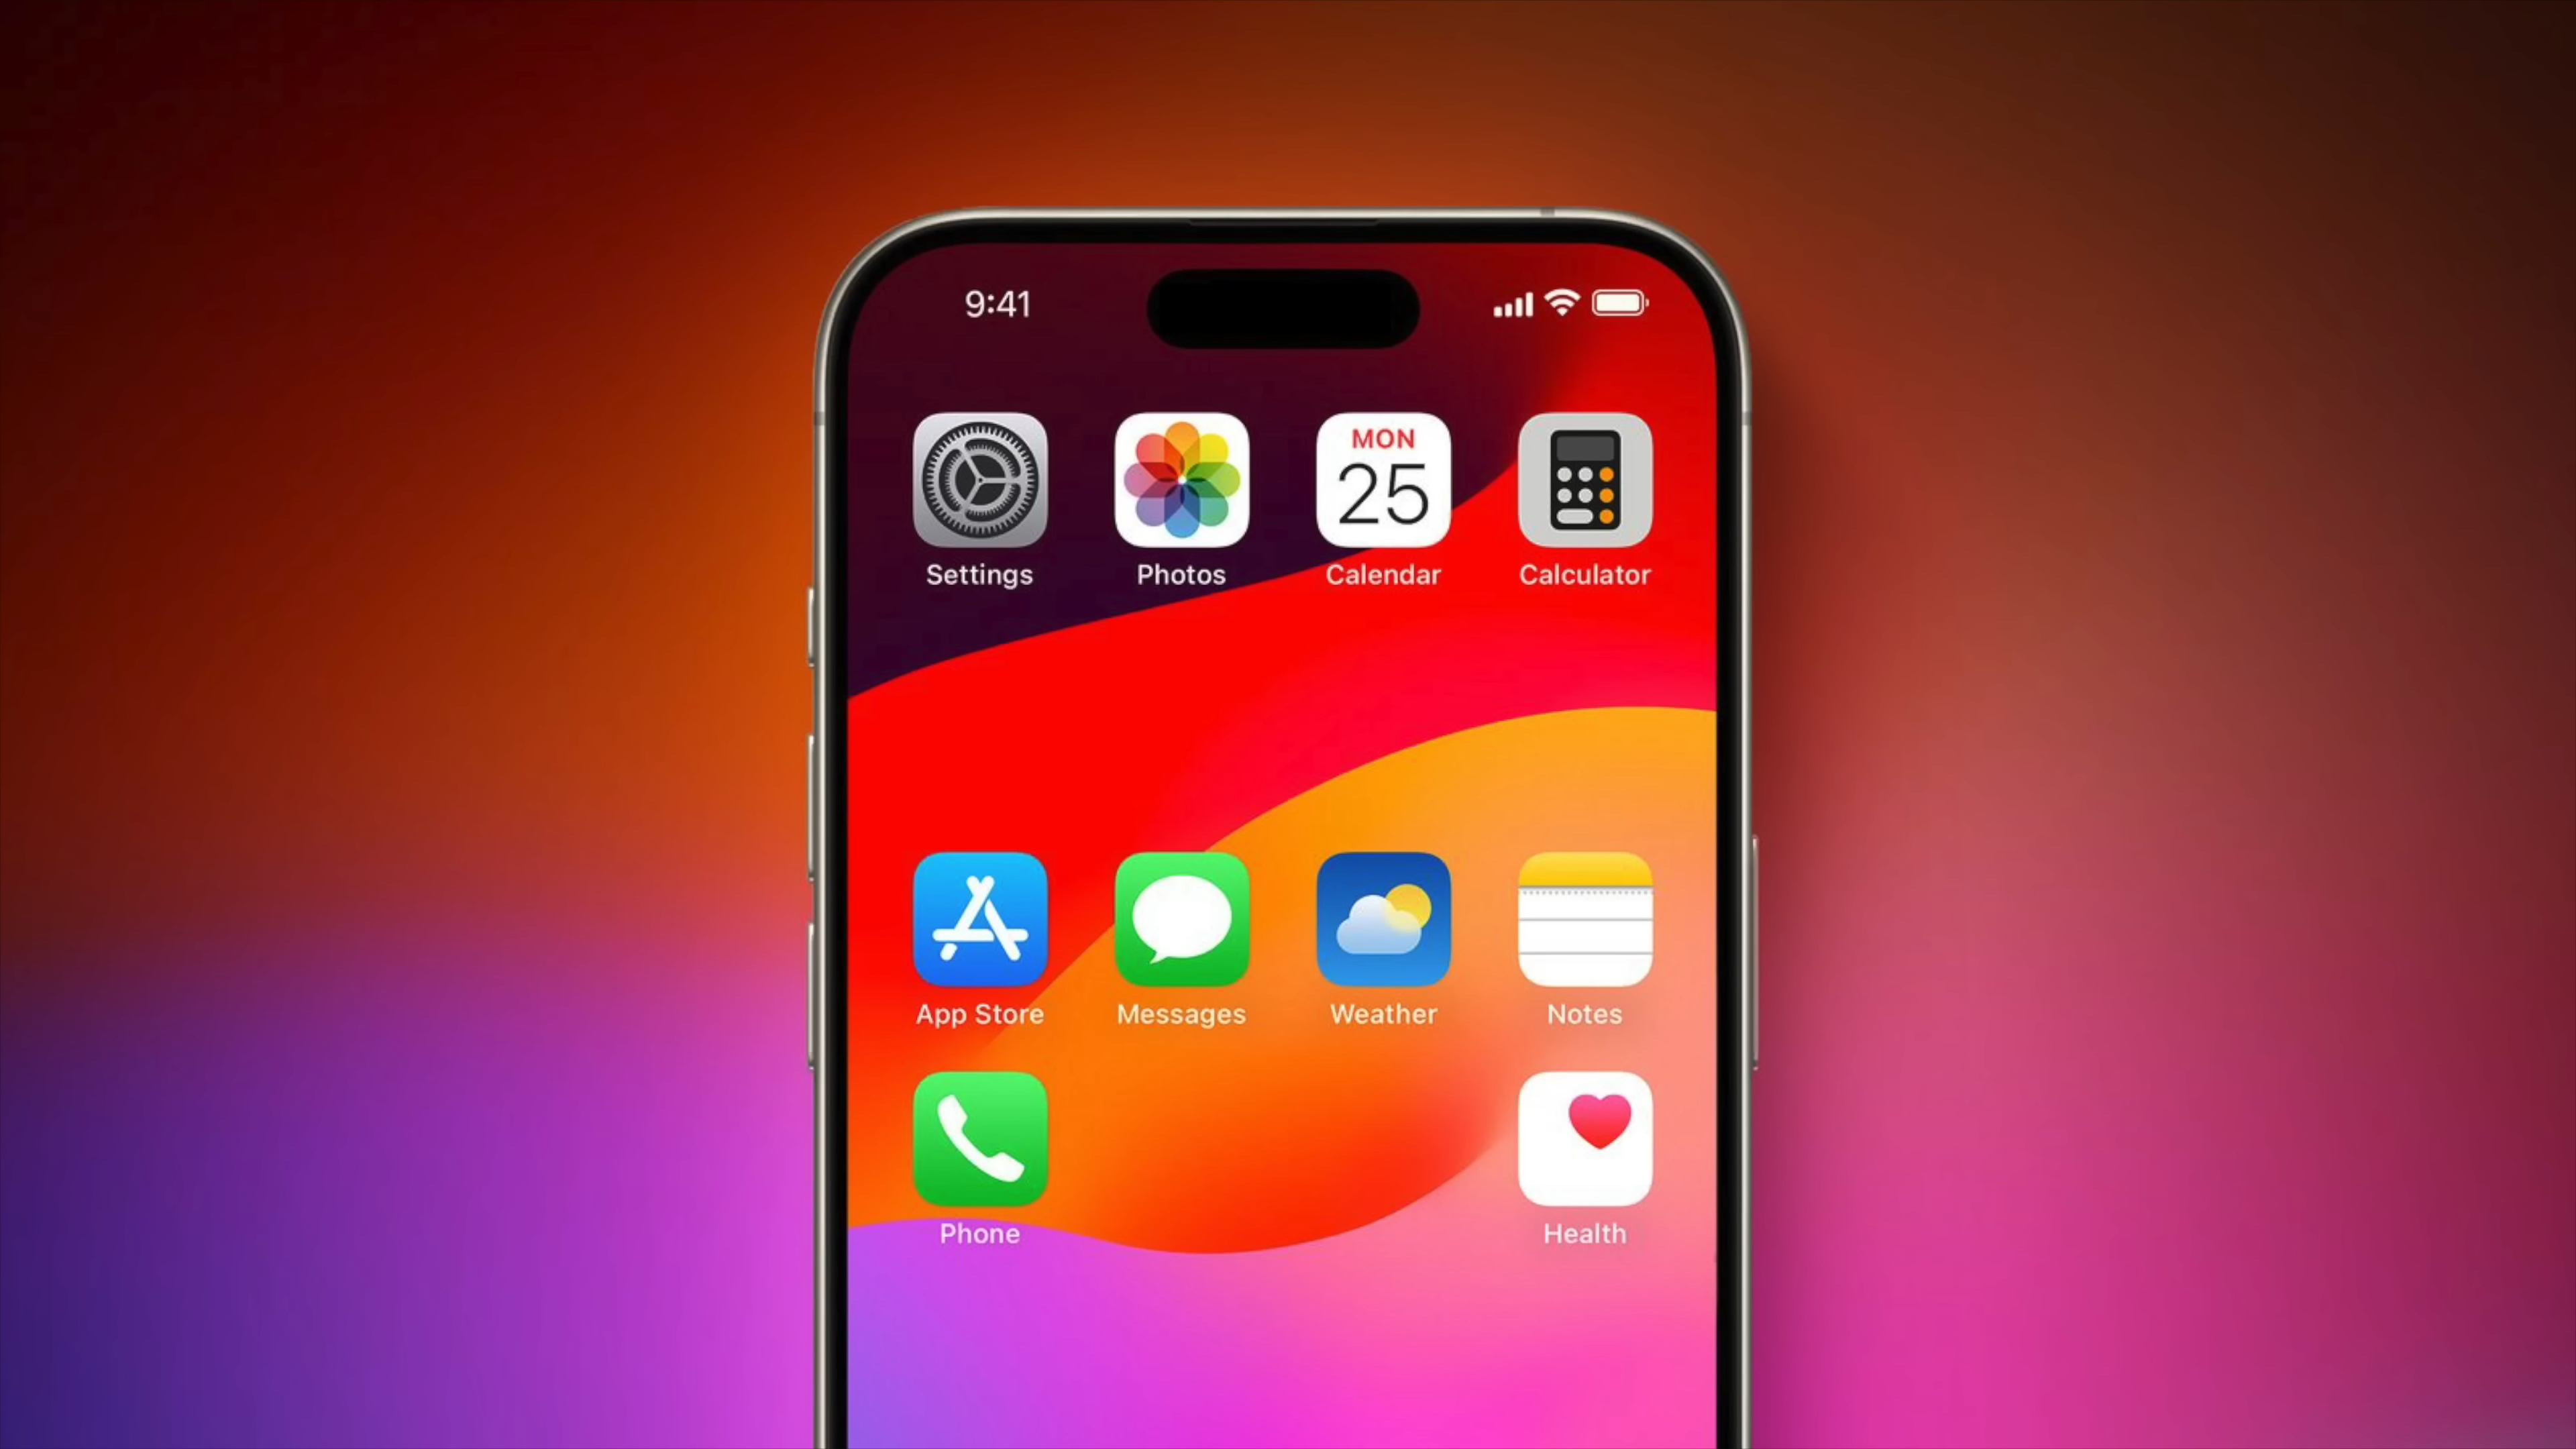 9:41
MON
25
Settings
Photos
Calendar
Calculator
App Store
Messages
Weather
Notes
Phone
Health